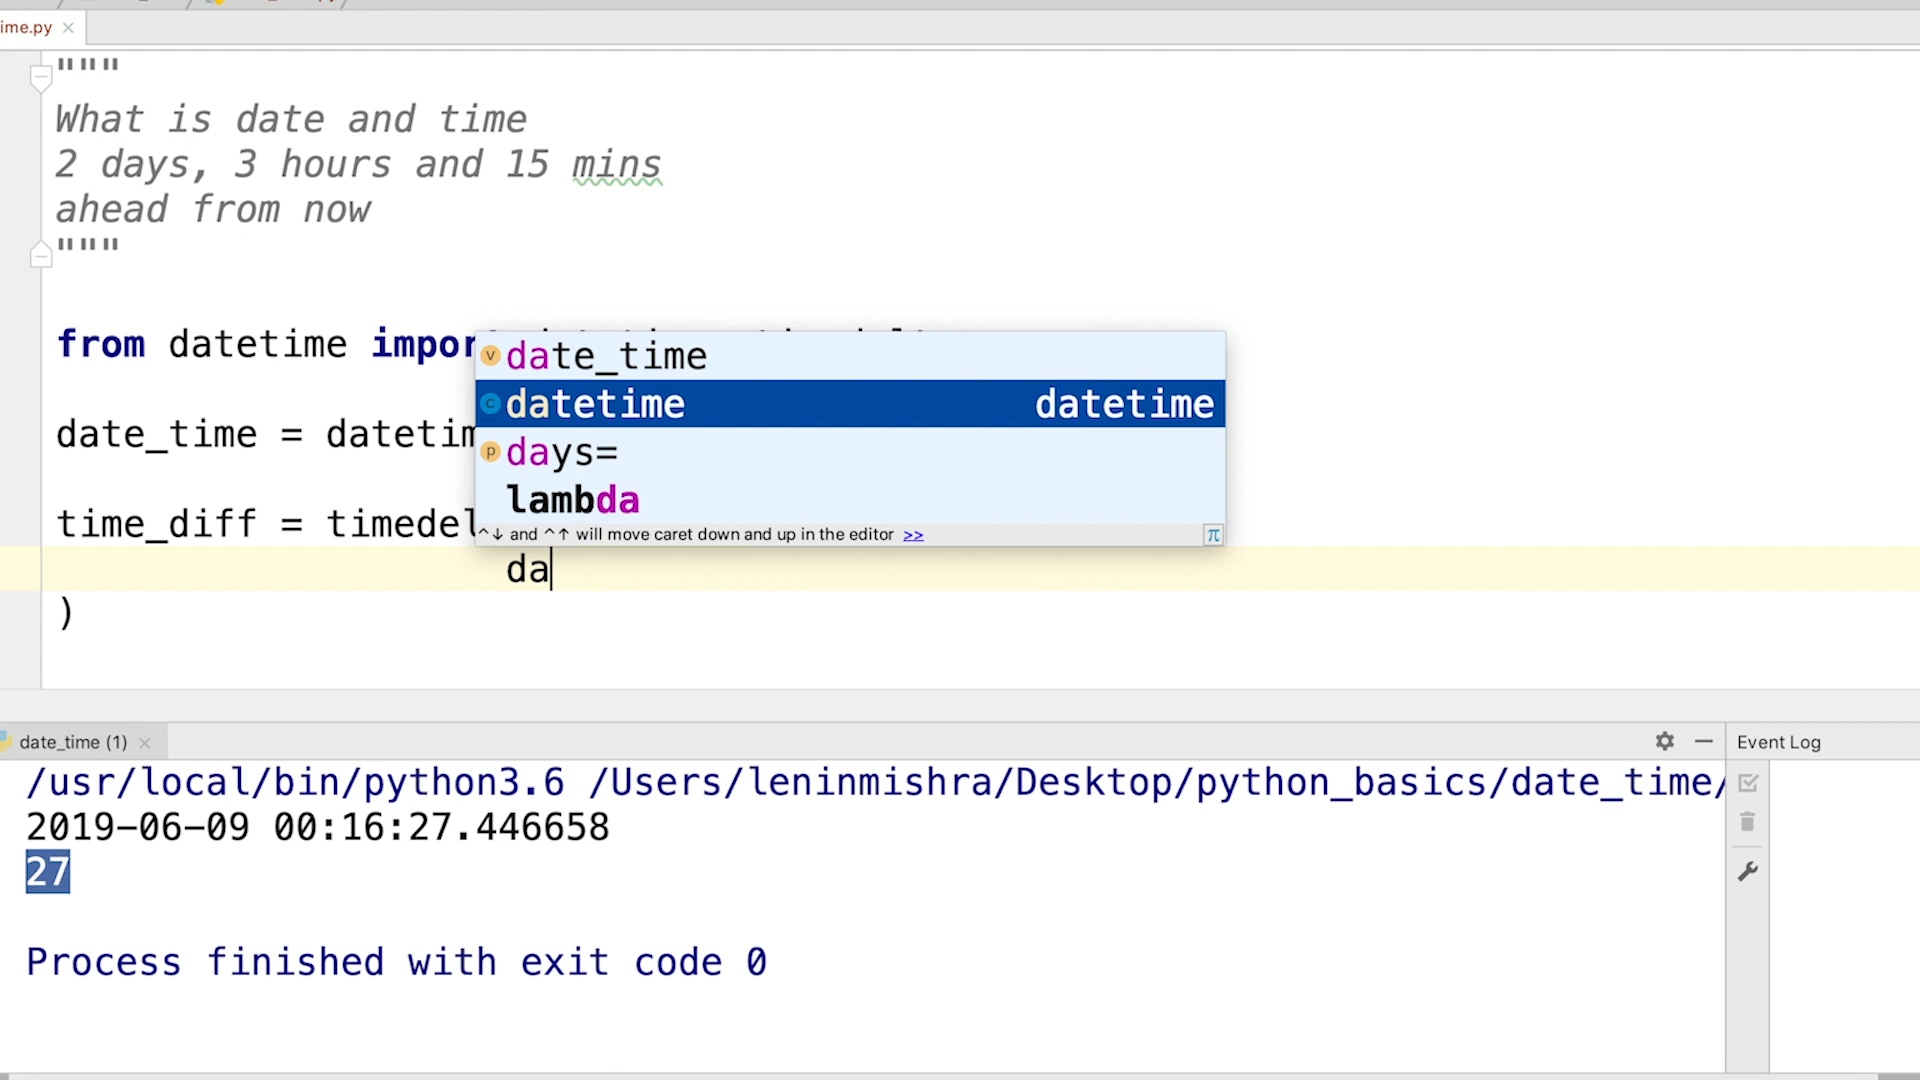 ime.py
"""
What is date and time
2 days, 3 hours and 15 mins
ahead from now
"""
from datetime impor
date_time
datetime datetime
date_time = datetim
days=
lambda
time_diff = timedel
^↓ and ^↑ will move caret down and up in the editor >> π
da
)
date_time (1)
Event Log
/usr/local/bin/python3.6 /Users/leninmishra/Desktop/python_basics/date_time/
2019-06-09 00:16:27.446658
27
Process finished with exit code 0